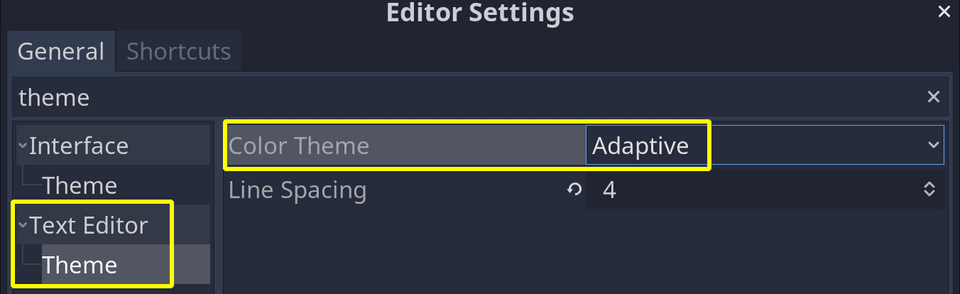 Editor Settings
General Shortcuts
theme
Interface
Theme
Text Editor
Theme
Color Theme Adaptive
Line Spacing 4